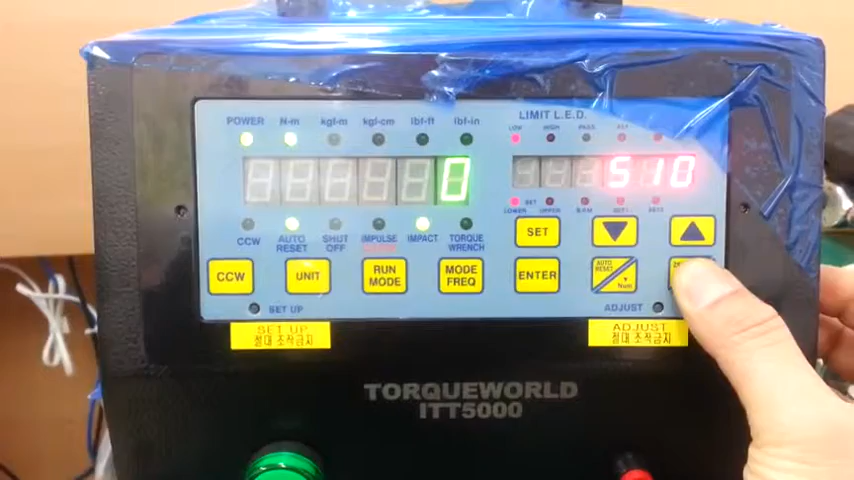 POWER N-m kgf-m kgf-cm lbf-ft lbf-in
LIMIT L.E.D.
LOW HIGH PASS
0
510
LOWER SET UPPER
CCW AUTO RESET SHUT OFF IMPULSE IMPACT TORQUE WRENCH
SET
CCW UNIT RUN MODE MODE FREQ ENTER AUTO RESET Num
SET UP
ADJUST
SET UP
절대 조작금지
ADJUST
절대 조작금지
TORQUEWORLD
ITT5000